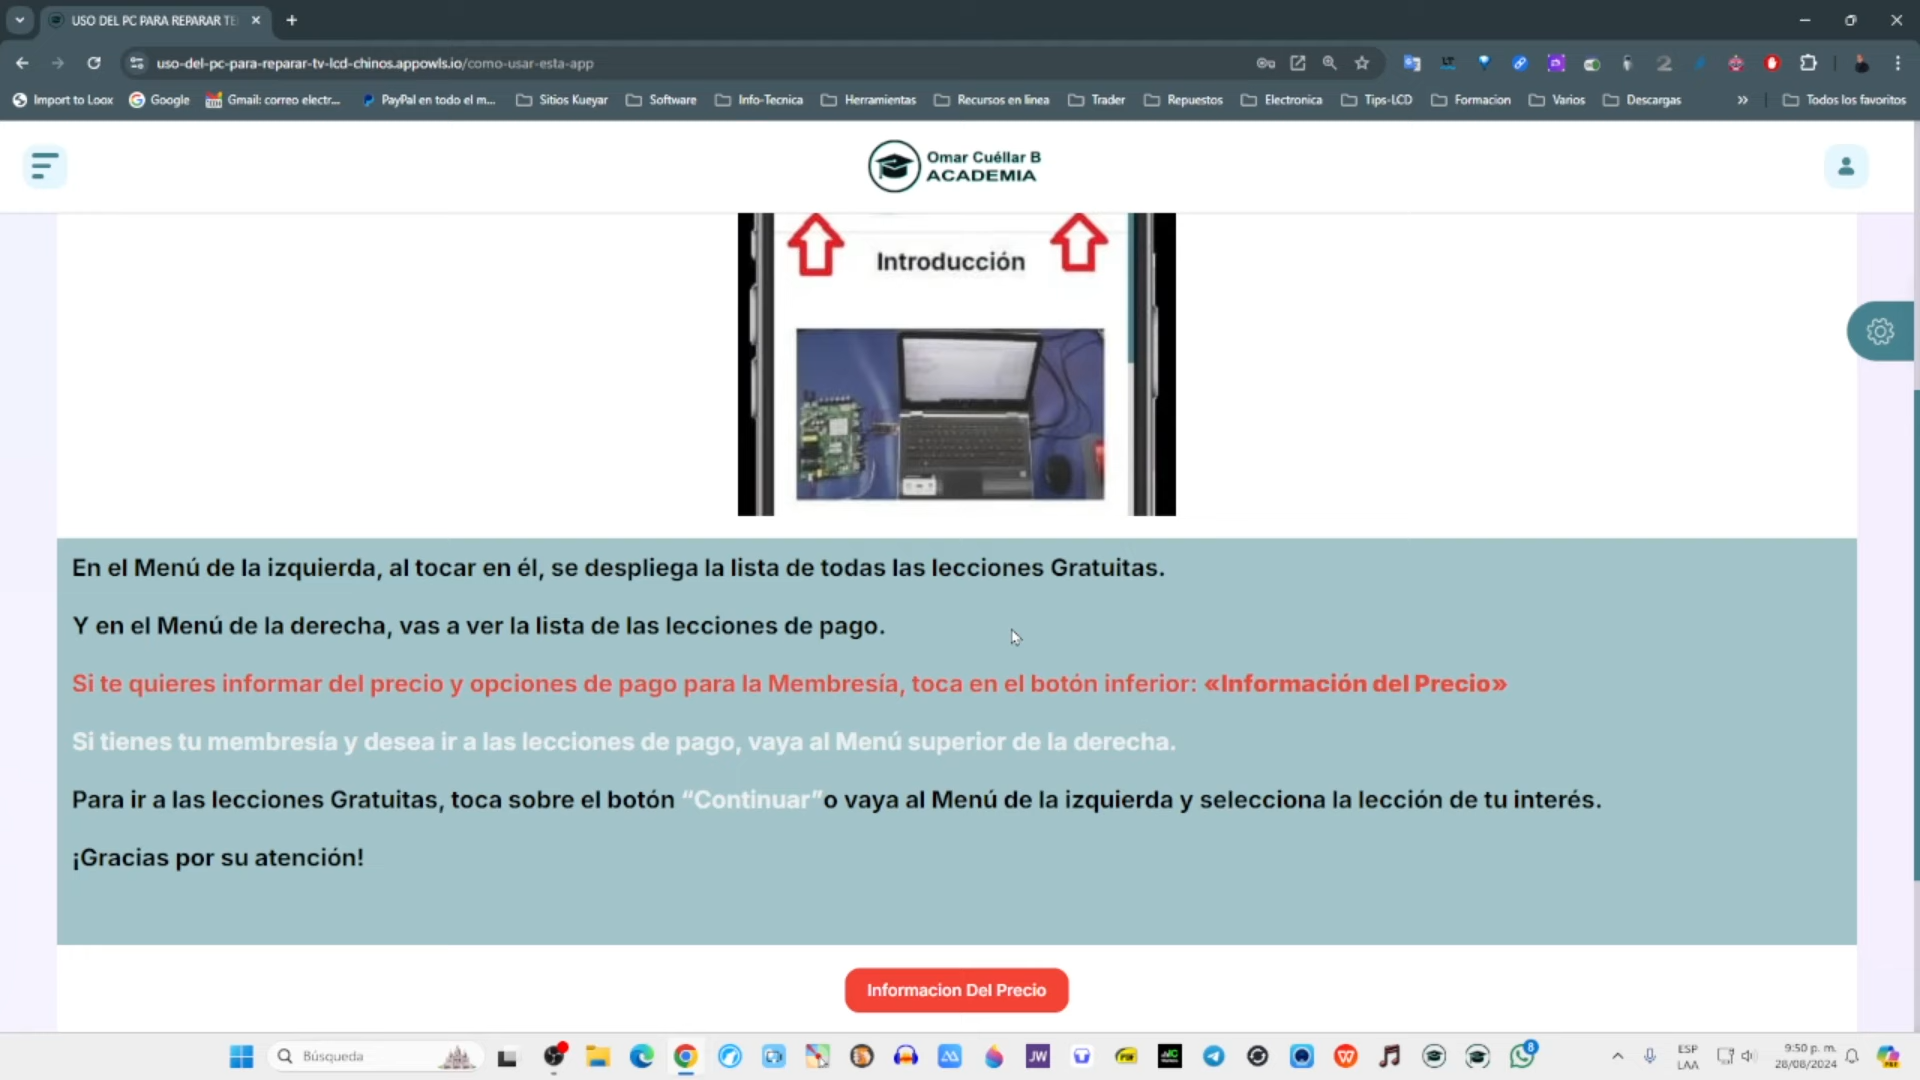 USO DEL PC PARA REPARAR TE
uso-del-pc-para-reparar-tv-lcd-chinos.appowls.io/como-usar-esta-app
Import to Loox
Google
Gmail: correo electr...
PayPal en todo el m...
Sitios Kueyar
Software
Info-Tecnica
Herramientas
Recursos en linea
Trader
Repuestos
Electronica
Tips-LCD
Formacion
Varios
Descargas
»
Todos los favoritos
Omar Cuéllar B
ACADEMIA
Introducción
En el Menú de la izquierda, al tocar en él, se despliega la lista de todas las lecciones Gratuitas.
Y en el Menú de la derecha, vas a ver la lista de las lecciones de pago.
Si te quieres informar del precio y opciones de pago para la Membresía, toca en el botón inferior: «Información del Precio»
Si tienes tu membresía y desea ir a las lecciones de pago, vaya al Menú superior de la derecha.
Para ir a las lecciones Gratuitas, toca sobre el botón “Continuar”o vaya al Menú de la izquierda y selecciona la lección de tu interés.
¡Gracias por su atención!
Informacion Del Precio
Búsqueda
JW
8
ESP
LAA
9:50 p. m.
28/08/2024